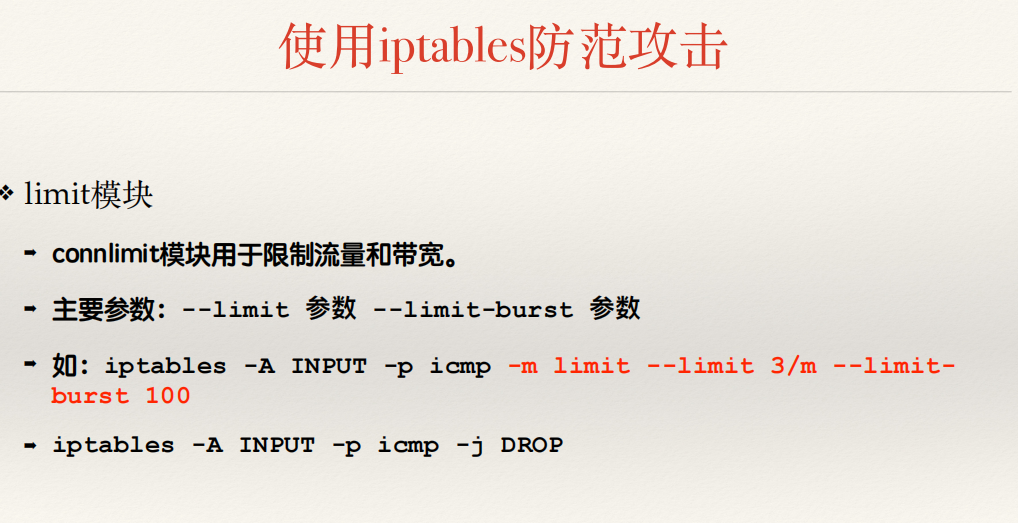 使用iptables防范攻击
limit模块
connlimit模块用于限制流量和带宽。
主要参数：--limit 参数 --limit-burst 参数
如：iptables -A INPUT -p icmp -m limit --limit 3/m --limit-
burst 100
iptables -A INPUT -p icmp -j DROP